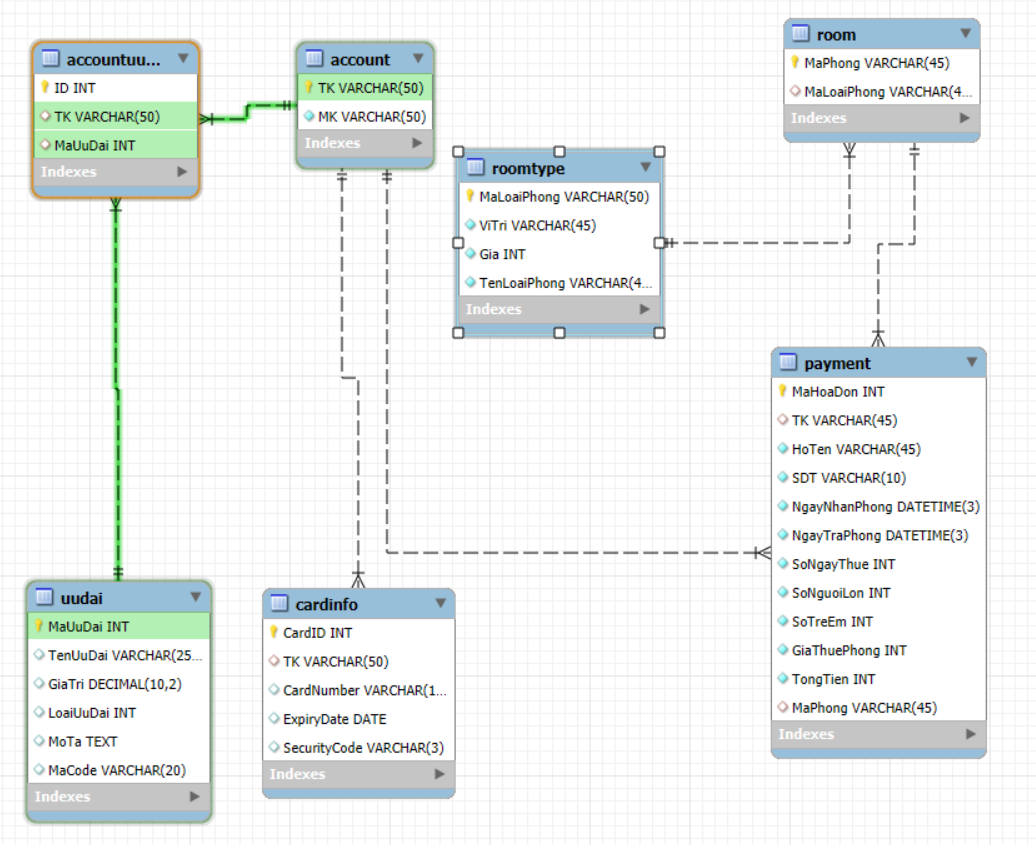 accountuu...
ID INT
TK VARCHAR(50)
MaUuDai INT
Indexes
account
TK VARCHAR(50)
MK VARCHAR(50)
Indexes
roomtype
MaLoaiPhong VARCHAR(50)
ViTri VARCHAR(45)
Gia INT
TenLoaiPhong VARCHAR(4...
Indexes
room
MaPhong VARCHAR(45)
MaLoaiPhong VARCHAR(4...
Indexes
payment
MaHoaDon INT
TK VARCHAR(45)
HoTen VARCHAR(45)
SDT VARCHAR(10)
NgayNhanPhong DATETIME(3)
NgayTraPhong DATETIME(3)
SoNgayThue INT
SoNguoiLon INT
SoTreEm INT
GiaThuePhong INT
TongTien INT
MaPhong VARCHAR(45)
Indexes
uudai
MaUuDai INT
TenUuDai VARCHAR(25...
GiaTri DECIMAL(10,2)
LoaiUuDai INT
MoTa TEXT
MaCode VARCHAR(20)
Indexes
cardinfo
CardID INT
TK VARCHAR(50)
CardNumber VARCHAR(1...
ExpiryDate DATE
SecurityCode VARCHAR(3)
Indexes